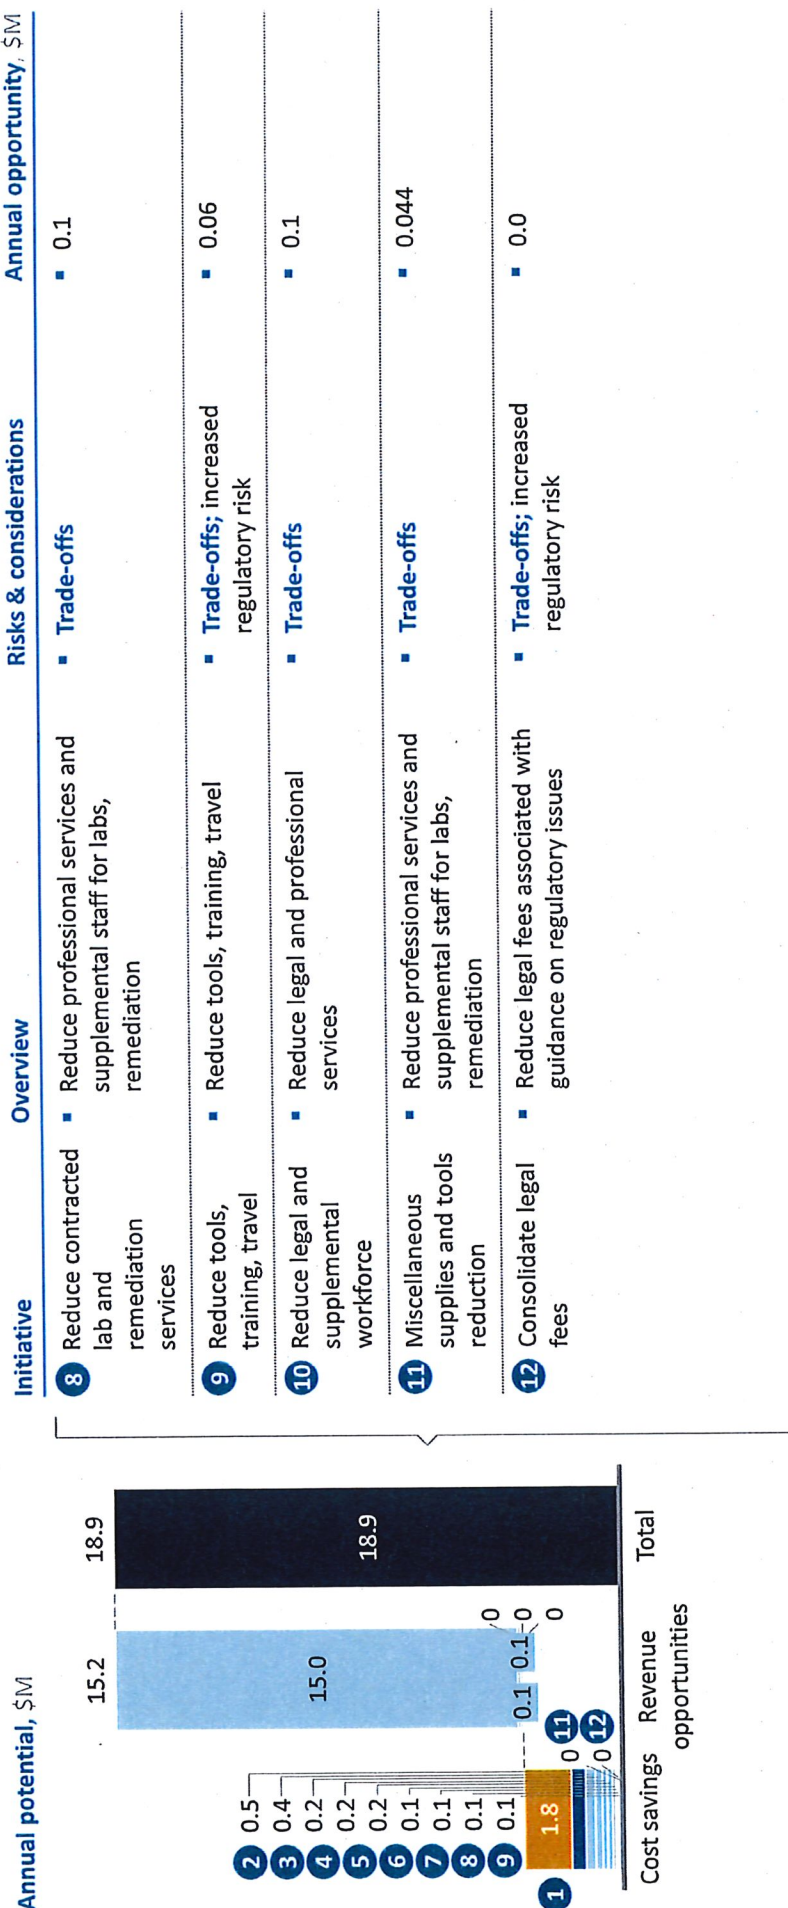 Annual potential, $M
15.2
18.9
15.0
18.9
2 0.5
3 0.4
4 0.2
5 0.2
6 0.2
7 0.1
8 0.1
9 0.1
0.1
0.1
0
0
0
1
1.8
0
11
0
12
Cost savings
Revenue
opportunities
Total
Initiative
Overview
Risks & considerations
Annual opportunity, $M
8 Reduce contracted
lab and
remediation
services
▪ Reduce professional services and
supplemental staff for labs,
remediation
▪ Trade-offs
▪ 0.1
9 Reduce tools,
training, travel
▪ Reduce tools, training, travel
▪ Trade-offs; increased
regulatory risk
▪ 0.06
10 Reduce legal and
supplemental
workforce
▪ Reduce legal and professional
services
▪ Trade-offs
▪ 0.1
11 Miscellaneous
supplies and tools
reduction
▪ Reduce professional services and
supplemental staff for labs,
remediation
▪ Trade-offs
▪ 0.044
12 Consolidate legal
fees
▪ Reduce legal fees associated with
guidance on regulatory issues
▪ Trade-offs; increased
regulatory risk
▪ 0.0